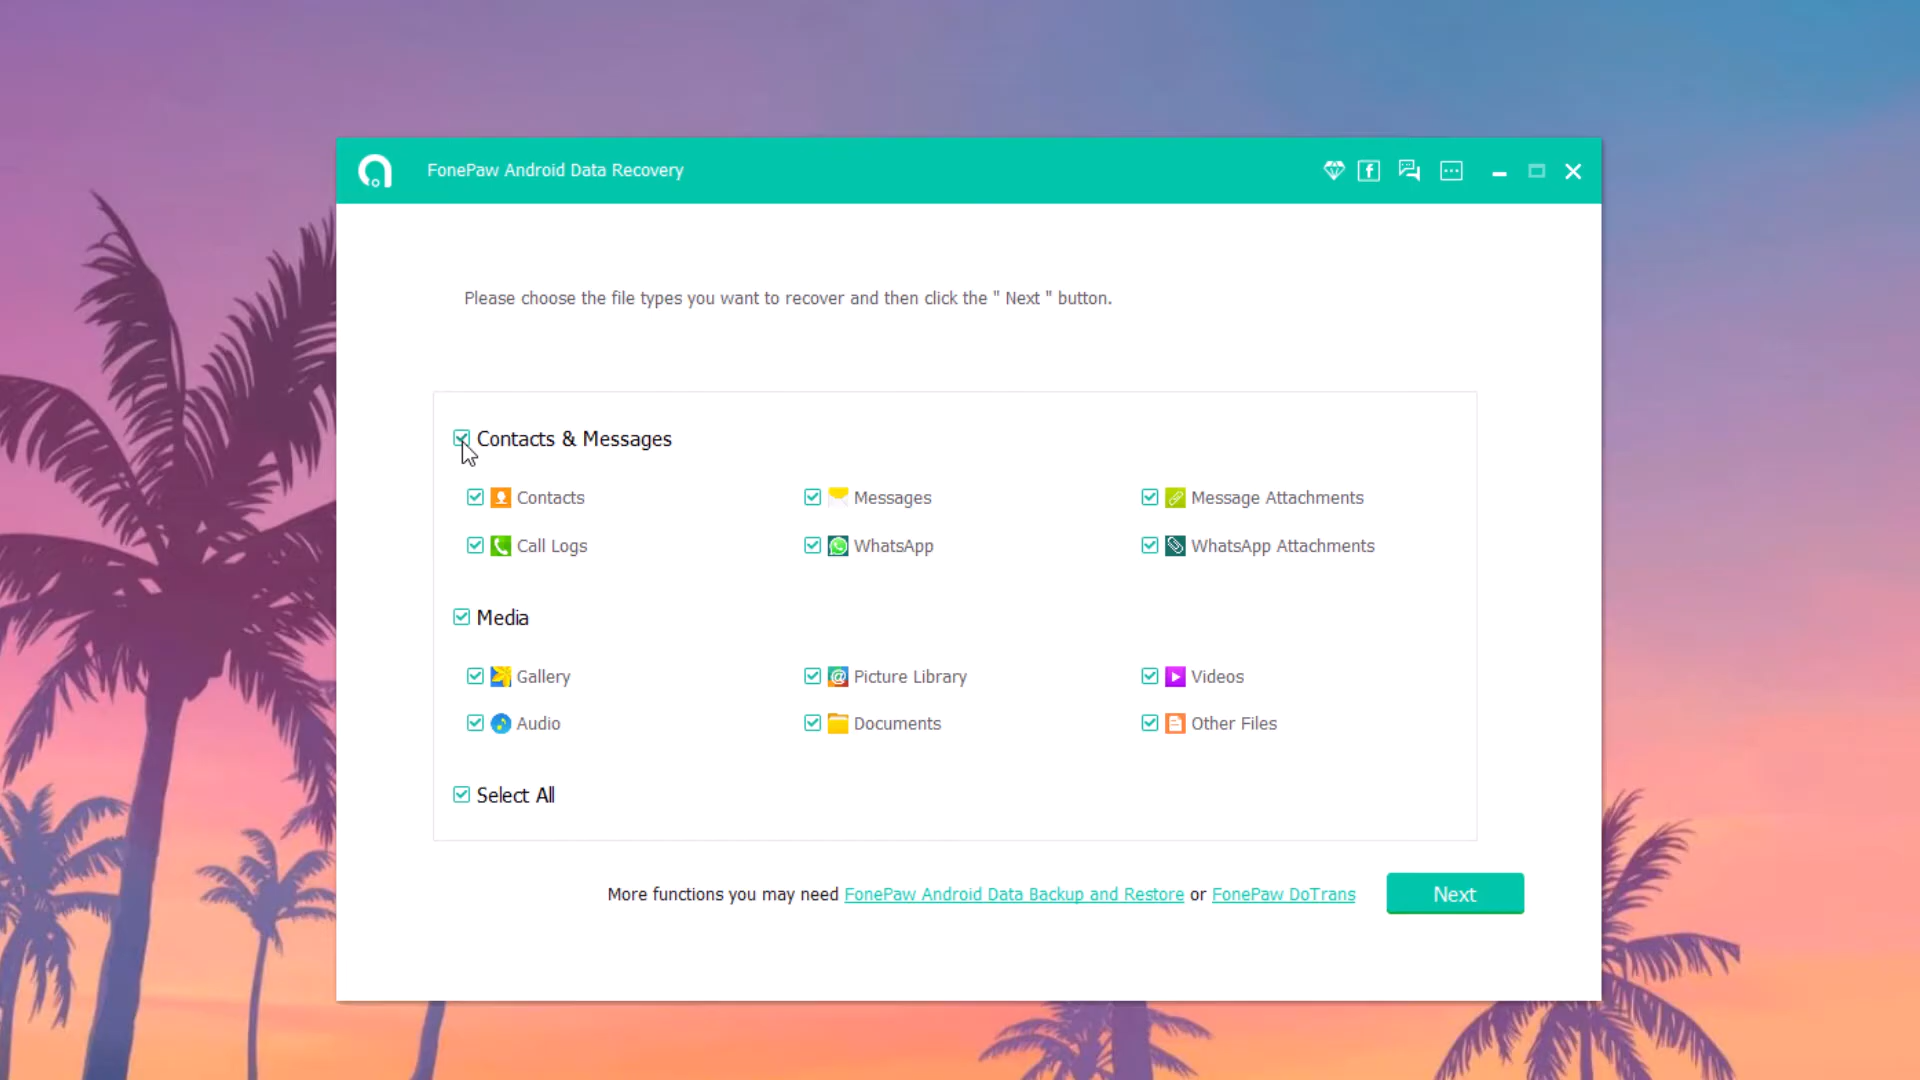 FonePaw Android Data Recovery
Please choose the file types you want to recover and then click the " Next " button.
Contacts & Messages
Contacts
Messages
Message Attachments
Call Logs
WhatsApp
WhatsApp Attachments
Media
Gallery
Picture Library
Videos
Audio
Documents
Other Files
Select All
More functions you may need FonePaw Android Data Backup and Restore or FonePaw DoTrans
Next